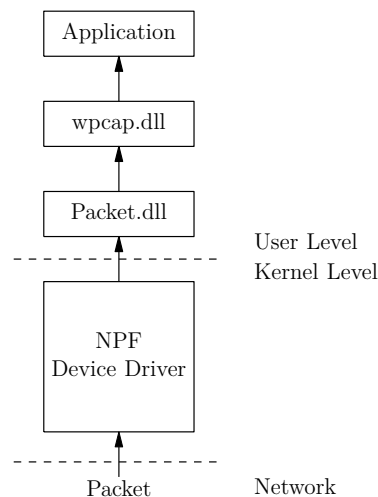 Application
wpcap.dll
Packet.dll
User Level
Kernel Level
NPF
Device Driver
Packet
Network